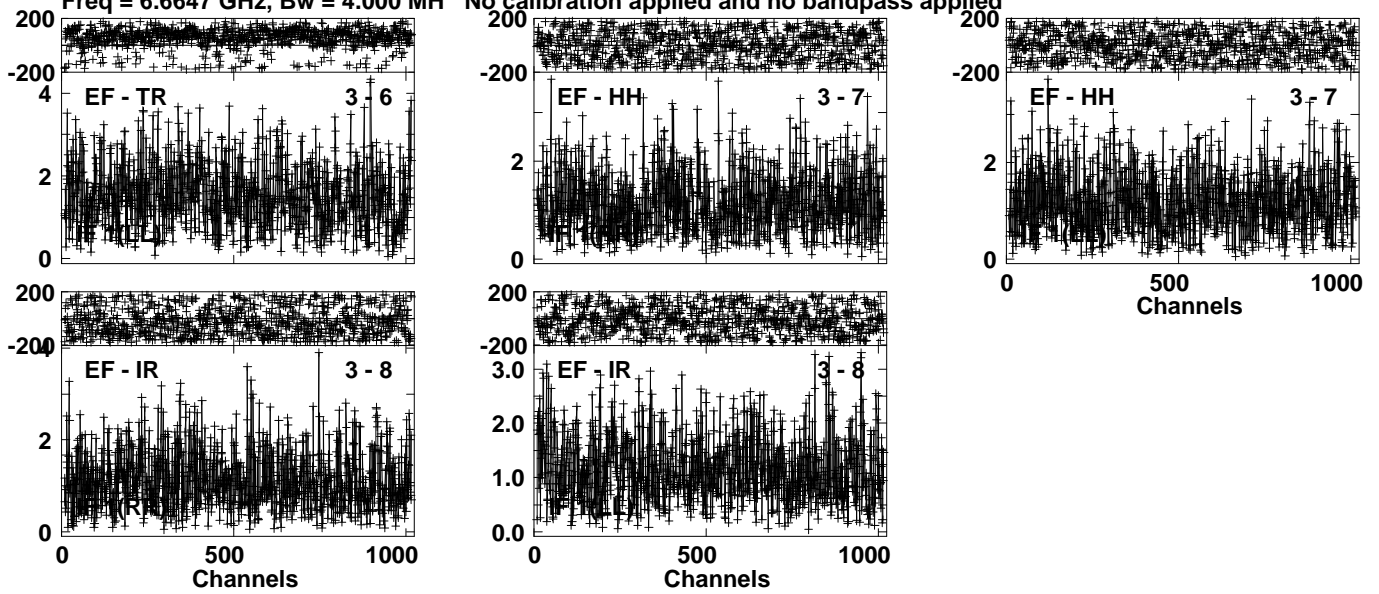 Freq = 6.6647 GHz, Bw = 4.000 MH No calibration applied and no bandpass applied
200 200 200
-200 -200 -200
EF - TR 3 - 6 EF - HH 3 - 7 EF - HH 3 - 7
4
2 2 2
0 0 0
0 500 1000
Channels
200 200
-200 -200
4
EF - IR 3 - 8 EF - IR 3 - 8
3.0
2.0
2
1.0
(RR) (LL)
0 0.0
0 500 1000 0 500 1000
Channels Channels